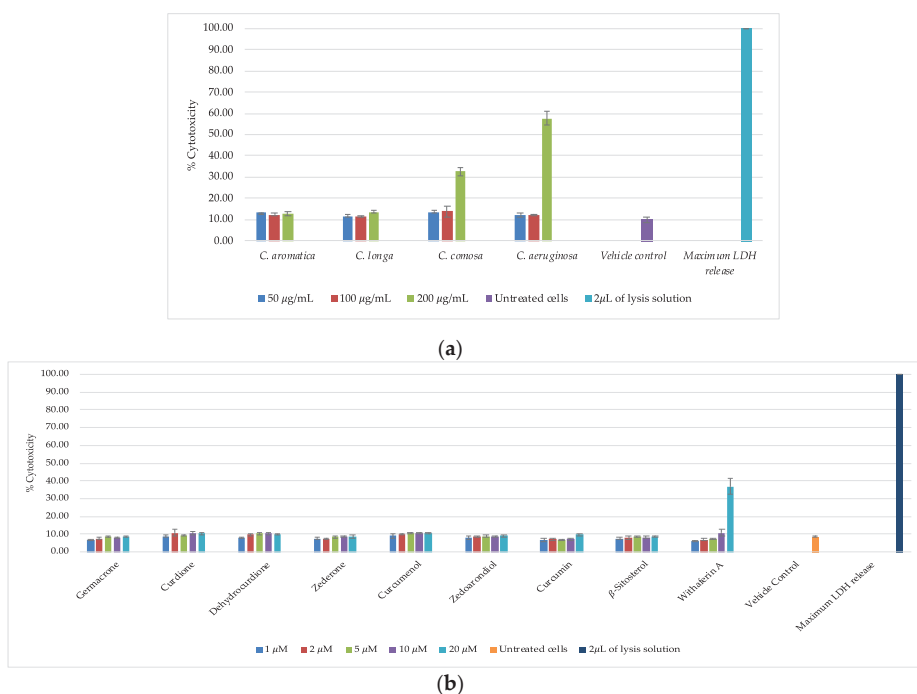 % Cytotoxicity
100.00
90.00
80.00
70.00
60.00
50.00
40.00
30.00
20.00
10.00
0.00
C. aromatica C. longa C. comosa C. aeruginosa Vehicle control Maximum LDH
release
50 µg/mL 100 µg/mL 200 µg/mL Untreated cells 2µL of lysis solution
(a)
% Cytotoxicity
100.00
90.00
80.00
70.00
60.00
50.00
40.00
30.00
20.00
10.00
0.00
Germacrone
Curdione
Dehydrocurdione
Zederone
Curcumenol
Zedoarondiol
Curcumin
β-Sitosterol
Withaferin A
Vehicle Control
Maximum LDH release
1 µM 2 µM 5 µM 10 µM 20 µM Untreated cells 2µL of lysis solution
(b)